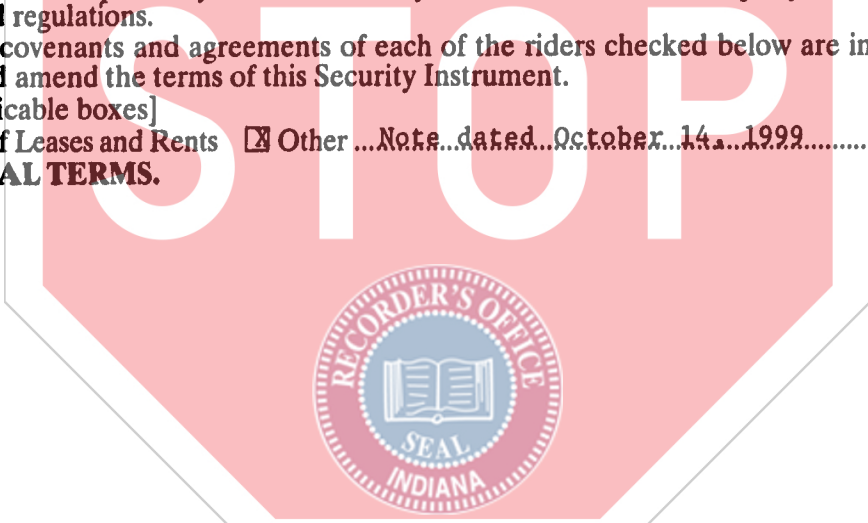 regulations.
covenants and agreements of each of the riders checked below are in
amend the terms of this Security Instrument.
icable boxes]
f Leases and Rents ☒ Other ...Note..dated..October..14,..1999.........
AL TERMS.
STOP
RECORDER'S OFFICE
SEAL
INDIANA